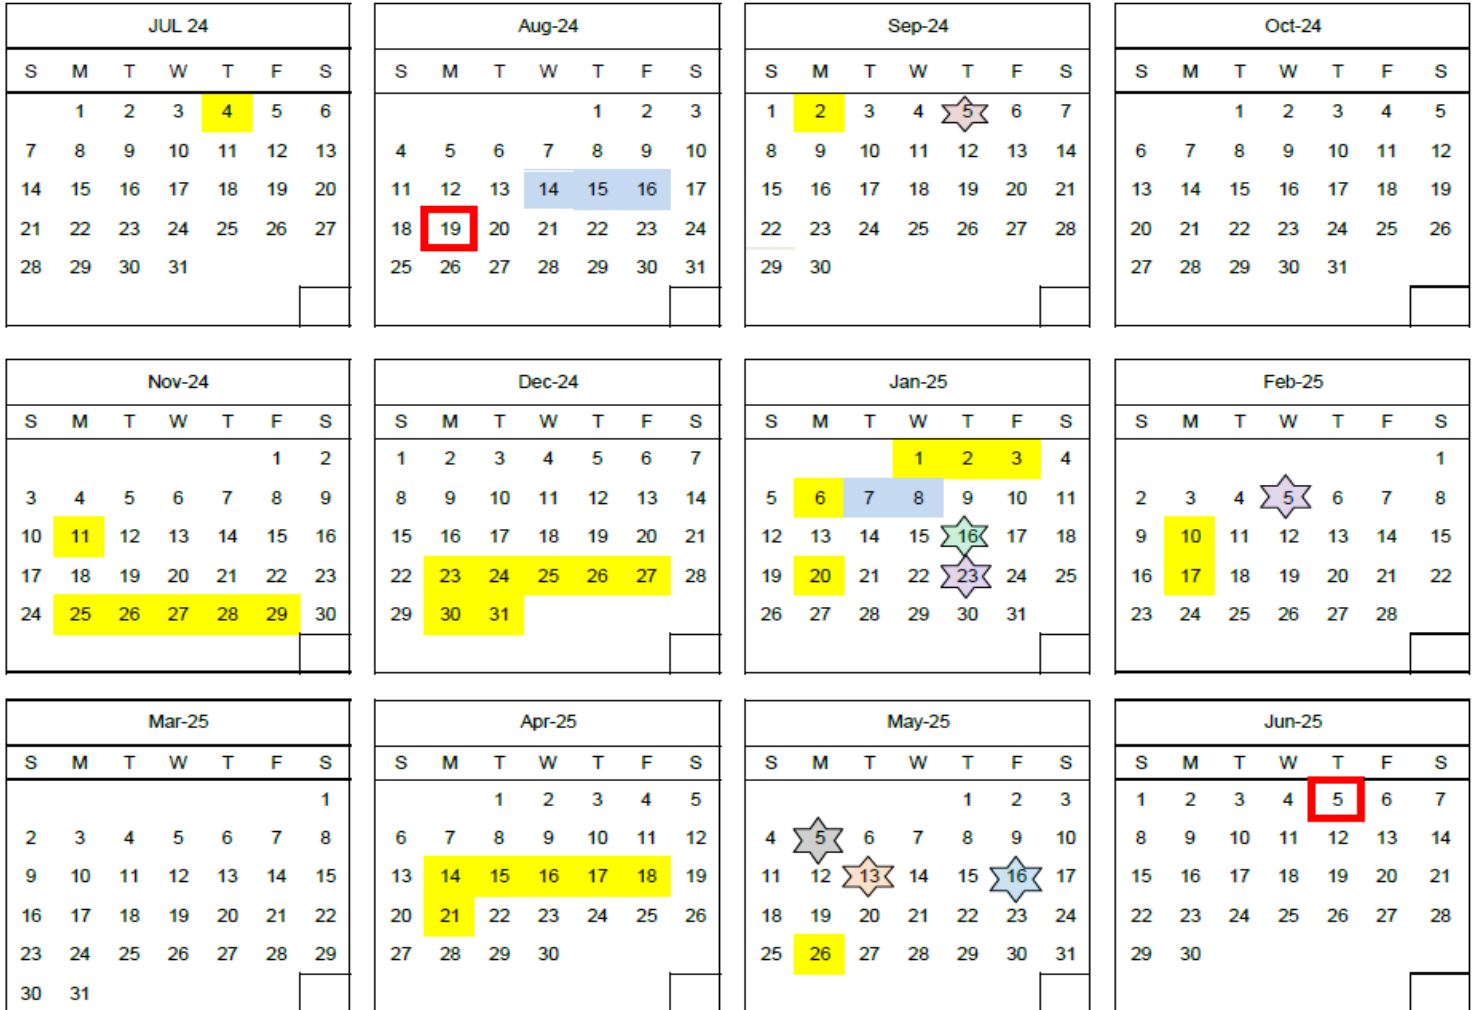 JUL 24
S M T W T F S
1 2 3 4 5 6
7 8 9 10 11 12 13
14 15 16 17 18 19 20
21 22 23 24 25 26 27
28 29 30 31
Aug-24
S M T W T F S
1 2 3
4 5 6 7 8 9 10
11 12 13 14 15 16 17
18 19 20 21 22 23 24
25 26 27 28 29 30 31
Sep-24
S M T W T F S
1 2 3 4 5 6 7
8 9 10 11 12 13 14
15 16 17 18 19 20 21
22 23 24 25 26 27 28
29 30
Oct-24
S M T W T F S
1 2 3 4 5
6 7 8 9 10 11 12
13 14 15 16 17 18 19
20 21 22 23 24 25 26
27 28 29 30 31
Nov-24
S M T W T F S
1 2
3 4 5 6 7 8 9
10 11 12 13 14 15 16
17 18 19 20 21 22 23
24 25 26 27 28 29 30
Dec-24
S M T W T F S
1 2 3 4 5 6 7
8 9 10 11 12 13 14
15 16 17 18 19 20 21
22 23 24 25 26 27 28
29 30 31
Jan-25
S M T W T F S
1 2 3 4
5 6 7 8 9 10 11
12 13 14 15 16 17 18
19 20 21 22 23 24 25
26 27 28 29 30 31
Feb-25
S M T W T F S
1
2 3 4 5 6 7 8
9 10 11 12 13 14 15
16 17 18 19 20 21 22
23 24 25 26 27 28
Mar-25
S M T W T F S
1
2 3 4 5 6 7 8
9 10 11 12 13 14 15
16 17 18 19 20 21 22
23 24 25 26 27 28 29
30 31
Apr-25
S M T W T F S
1 2 3 4 5
6 7 8 9 10 11 12
13 14 15 16 17 18 19
20 21 22 23 24 25 26
27 28 29 30
May-25
S M T W T F S
1 2 3
4 5 6 7 8 9 10
11 12 13 14 15 16 17
18 19 20 21 22 23 24
25 26 27 28 29 30 31
Jun-25
S M T W T F S
1 2 3 4 5 6 7
8 9 10 11 12 13 14
15 16 17 18 19 20 21
22 23 24 25 26 27 28
29 30